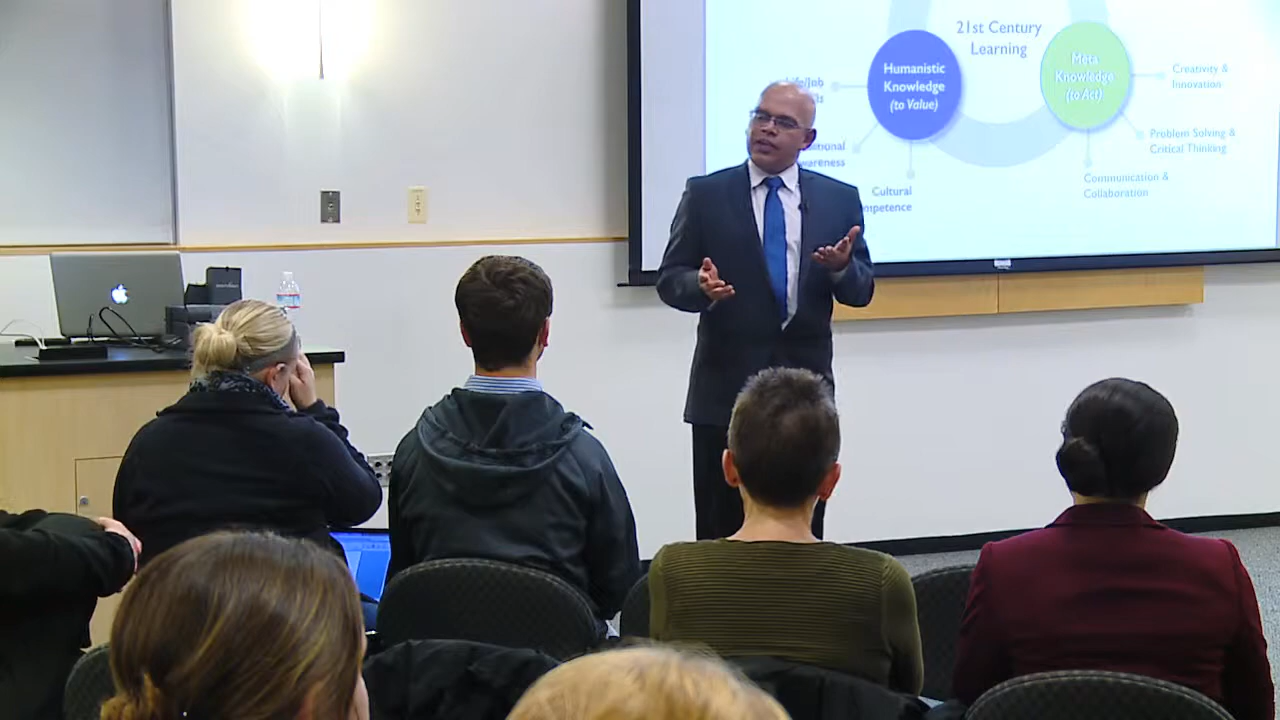 21st Century
Learning
Humanistic
Knowledge
(to Value)
Meta
Knowledge
(to Act)
Creativity &
Innovation
Problem Solving &
Critical Thinking
Communication &
Collaboration
Cultural